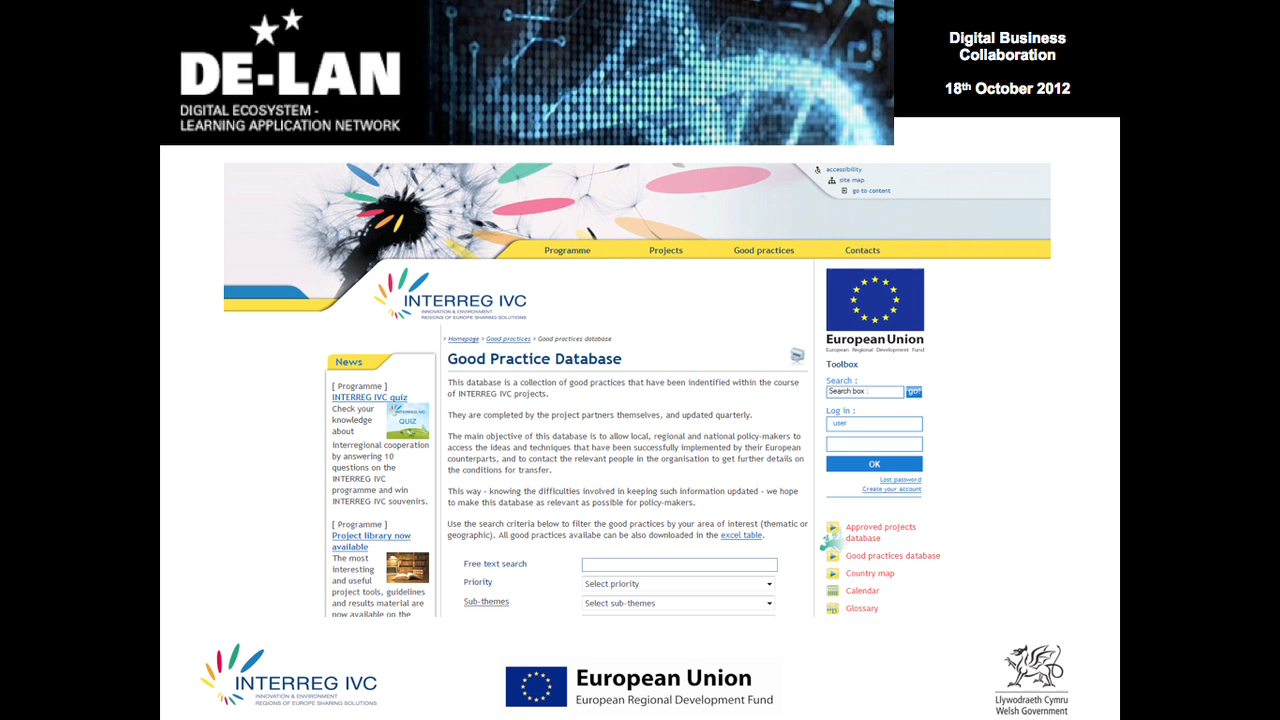 DE-LAN
DIGITAL ECOSYSTEM -
LEARNING APPLICATION NETWORK
Digital Business
Collaboration
18th October 2012
accessibility
site map
go to content
Programme
Projects
Good practices
Contacts
INTERREG IVC
INNOVATION & ENVIRONMENT
REGIONS OF EUROPE SHARING SOLUTIONS
> Homepage > Good practices > Good practices database
News
[ Programme ]
INTERREG IVC quiz
Check your
knowledge
about
INTERREG IVC
QUIZ
interregional cooperation
by answering 10
questions on the
INTERREG IVC
programme and win
INTERREG IVC souvenirs.
[ Programme ]
Project library now
available
The most
interesting
and useful
project tools, guidelines
and results material are
now available on the
Good Practice Database
This database is a collection of good practices that have been indentified within the course
of INTERREG IVC projects.
They are completed by the project partners themselves, and updated quarterly.
The main objective of this database is to allow local, regional and national policy-makers to
access the ideas and techniques that have been successfully implemented by their European
counterparts, and to contact the relevant people in the organisation to get further details on
the conditions for transfer.
This way - knowing the difficulties involved in keeping such information updated - we hope
to make this database as relevant as possible for policy-makers.
Use the search criteria below to filter the good practices by your area of interest (thematic or
geographic). All good practices availabe can be also downloaded in the excel table.
Free text search
Priority
Select priority
Sub-themes
Select sub-themes
European Union
European Regional Development Fund
Toolbox
Search :
Search box :
go!
Log in :
user
OK
Lost password
Create your account
Approved projects
database
Good practices database
Country map
Calendar
Glossary
INTERREG IVC
INNOVATION & ENVIRONMENT
REGIONS OF EUROPE SHARING SOLUTIONS
European Union
European Regional Development Fund
Llywodraeth Cymru
Welsh Government